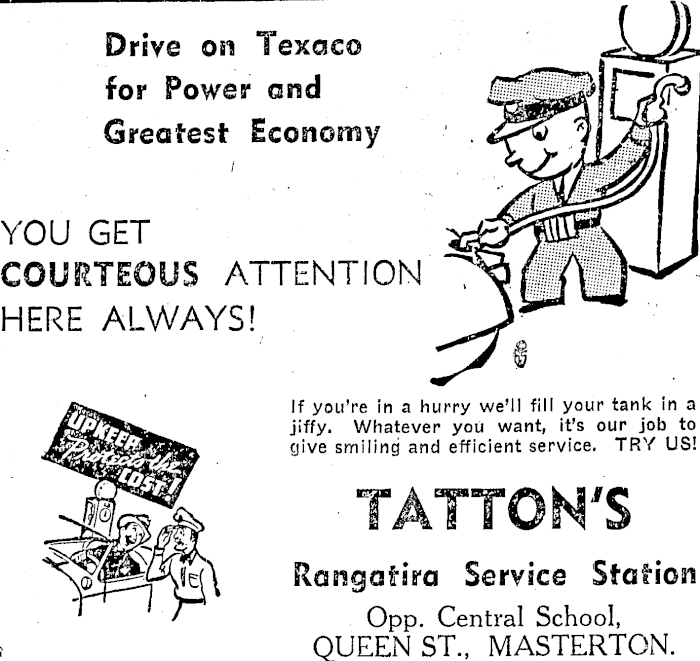 Drive on Texaco
for Power and
Greatest Economy
YOU GET
COURTEOUS ATTENTION
HERE ALWAYS!
If you're in a hurry we'll fill your tank in a
jiffy. Whatever you want, it's our job to
give smiling and efficient service. TRY US!
UPKEEP
COST!
TATTON'S
Rangatira Service Station
Opp. Central School,
QUEEN ST., MASTERTON.